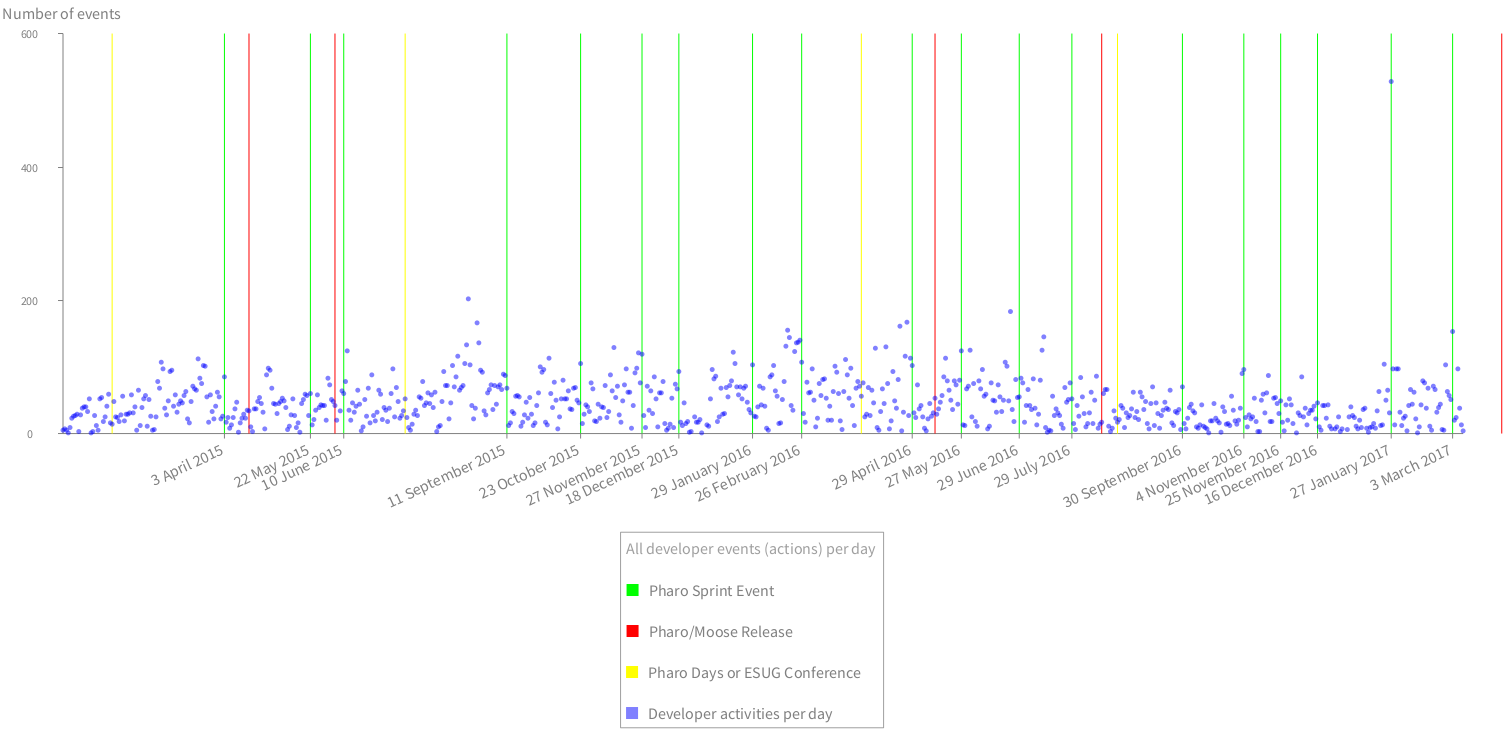 Number of events
600
400
200
0
3 April 2015
22 May 2015
10 June 2015
11 September 2015
23 October 2015
27 November 2015
18 December 2015
29 January 2016
26 February 2016
29 April 2016
27 May 2016
29 June 2016
29 July 2016
30 September 2016
4 November 2016
25 November 2016
16 December 2016
27 January 2017
3 March 2017
All developer events (actions) per day
Pharo Sprint Event
Pharo/Moose Release
Pharo Days or ESUG Conference
Developer activities per day